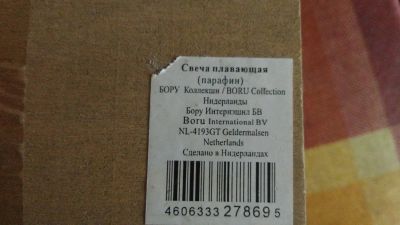 Свеча плавающая
(парафин)
БОРУ Коллекшн / BORU Collection
Нидерланды
Бору Интернэшнл БВ
Boru International BV
NL-4193GT Geldermalsen
Netherlands
Сделано в Нидерландах
4606333 278695